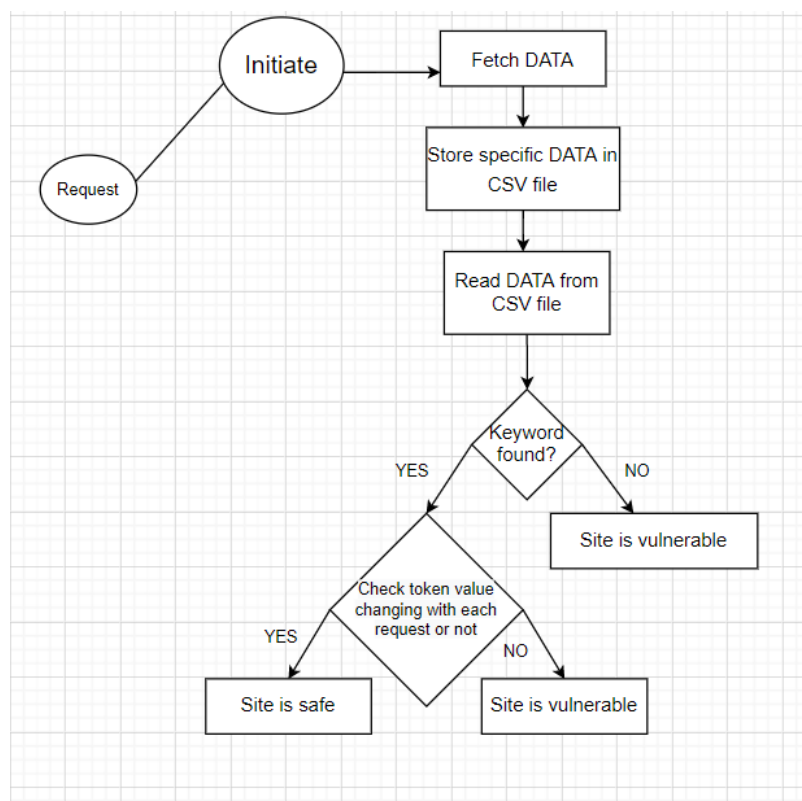 Initiate
Fetch DATA
Request
Store specific DATA in
CSV file
Read DATA from
CSV file
Keyword
found?
YES
NO
Site is vulnerable
Check token value
changing with each
request or not
YES
NO
Site is safe
Site is vulnerable